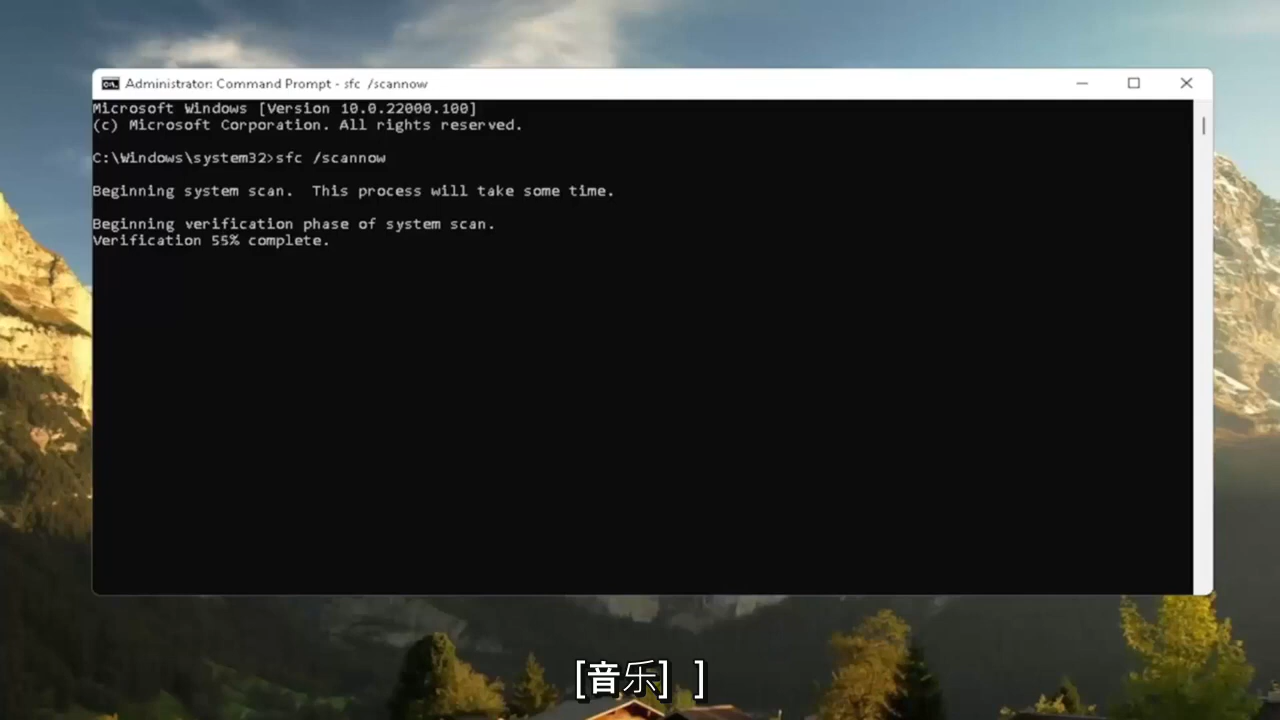 Administrator: Command Prompt - sfc  /scannow
Microsoft Windows [Version 10.0.22000.100]
(c) Microsoft Corporation. All rights reserved.
C:\Windows\system32>sfc /scannow
Beginning system scan.  This process will take some time.
Beginning verification phase of system scan.
Verification 55% complete.
[音乐] ]